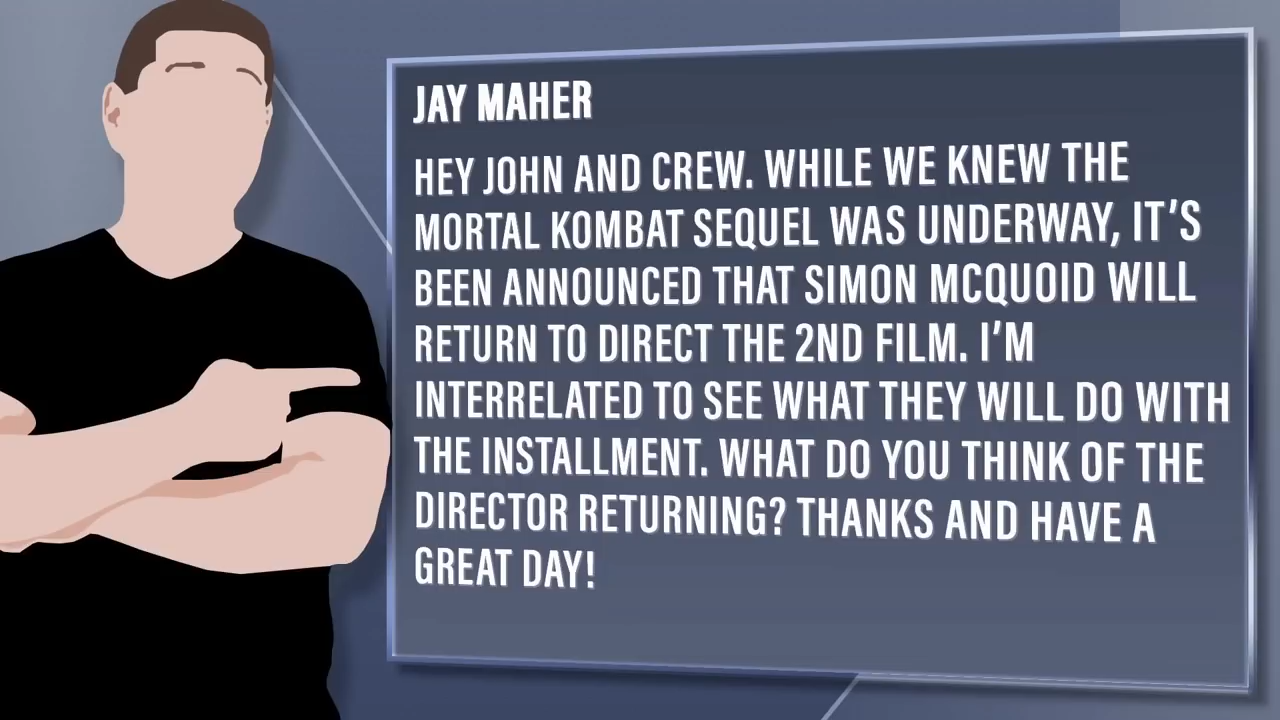 JAY MAHER
HEY JOHN AND CREW. WHILE WE KNEW THE
MORTAL KOMBAT SEQUEL WAS UNDERWAY, IT'S
BEEN ANNOUNCED THAT SIMON MCQUOID WILL
RETURN TO DIRECT THE 2ND FILM. I'M
INTERRELATED TO SEE WHAT THEY WILL DO WITH
THE INSTALLMENT. WHAT DO YOU THINK OF THE
DIRECTOR RETURNING? THANKS AND HAVE A
GREAT DAY!